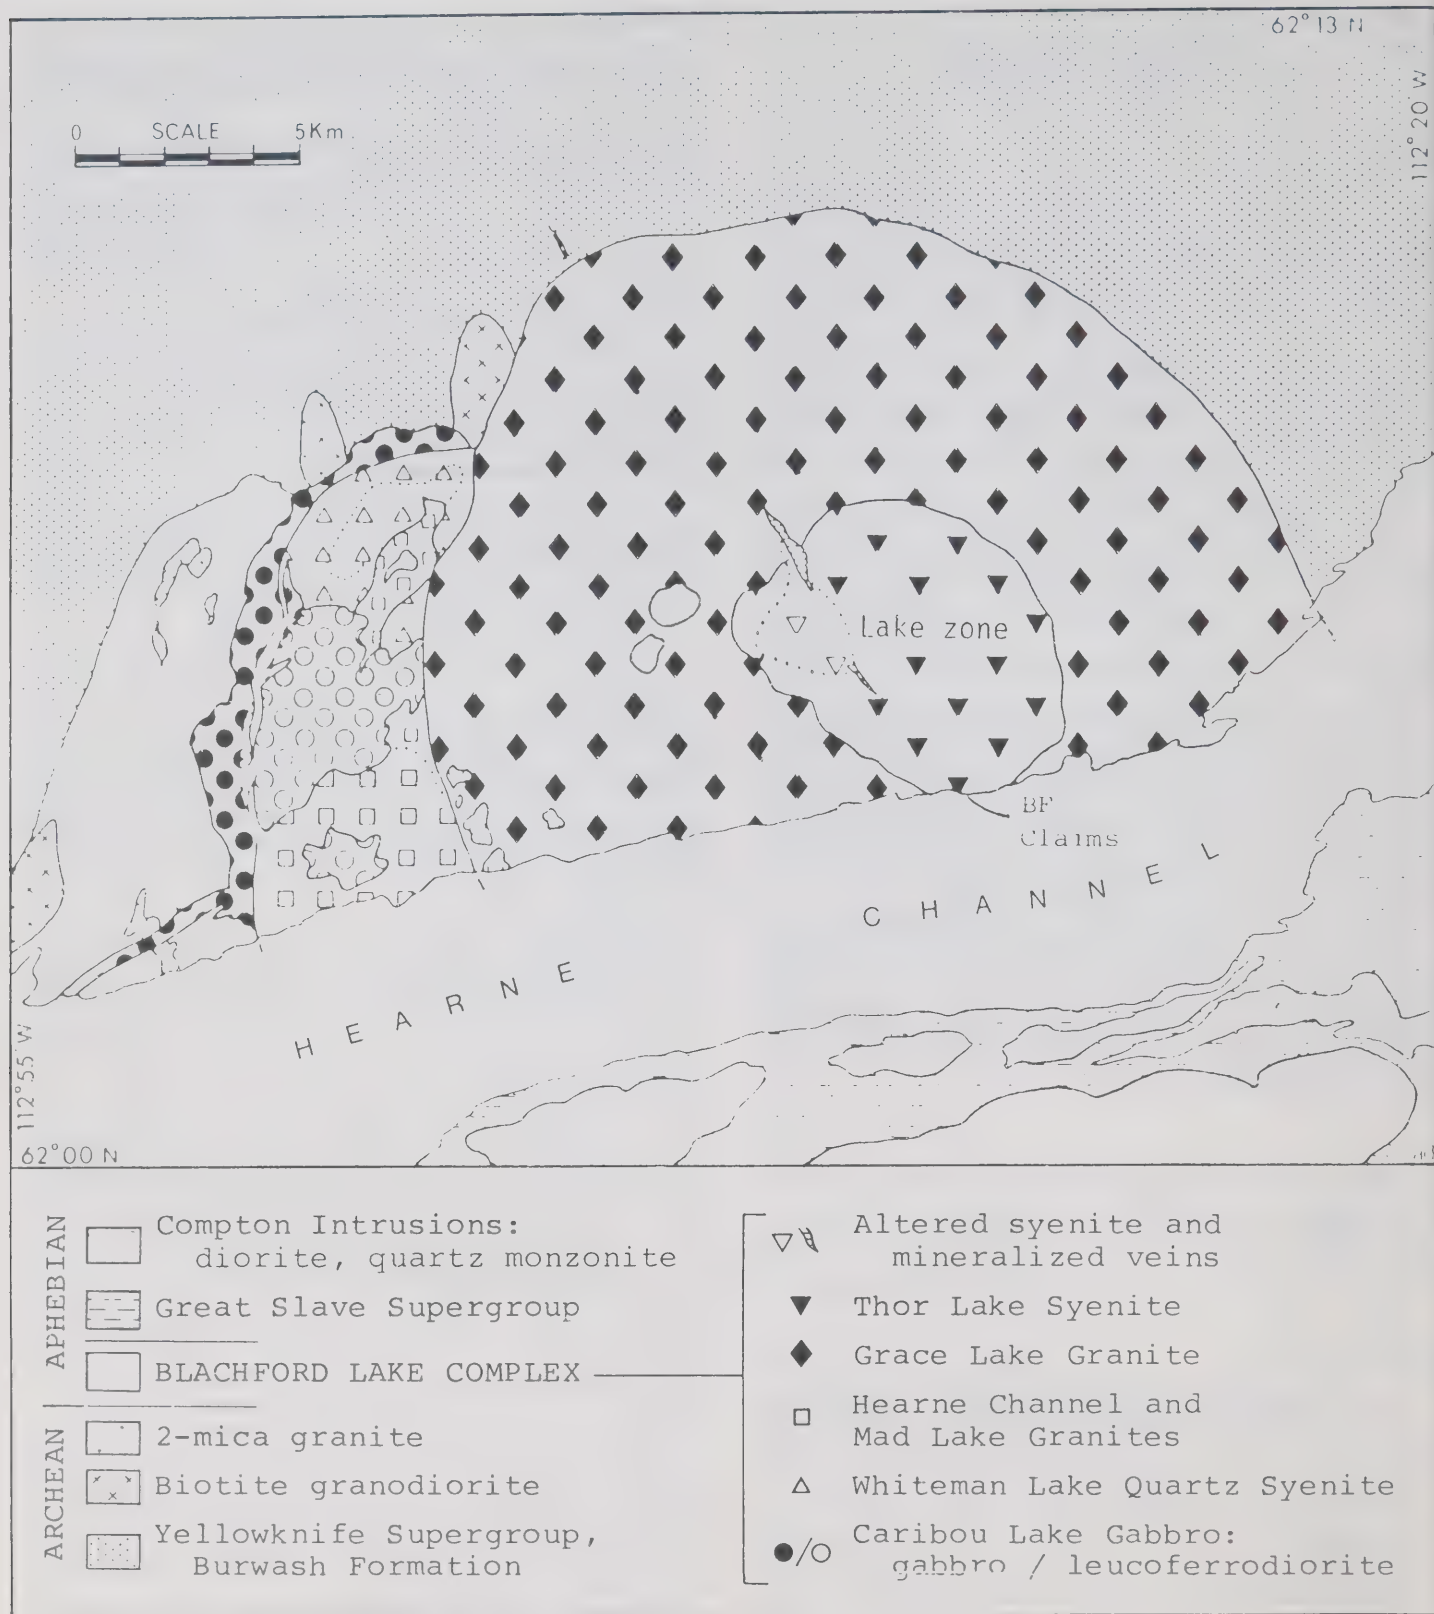 62° 13 N
112° 20 W
0 SCALE 5Km
Lake zone
BF
Claims
CHANNEL
HEARNE
112° 55 W
62° 00 N
APHEBIAN
Compton Intrusions:
diorite, quartz monzonite
Great Slave Supergroup
BLACHFORD LAKE COMPLEX
ARCHEAN
2-mica granite
Biotite granodiorite
Yellowknife Supergroup,
Burwash Formation
Altered syenite and
mineralized veins
Thor Lake Syenite
Grace Lake Granite
Hearne Channel and
Mad Lake Granites
Whiteman Lake Quartz Syenite
Caribou Lake Gabbro:
gabbro / leucoferrodiorite